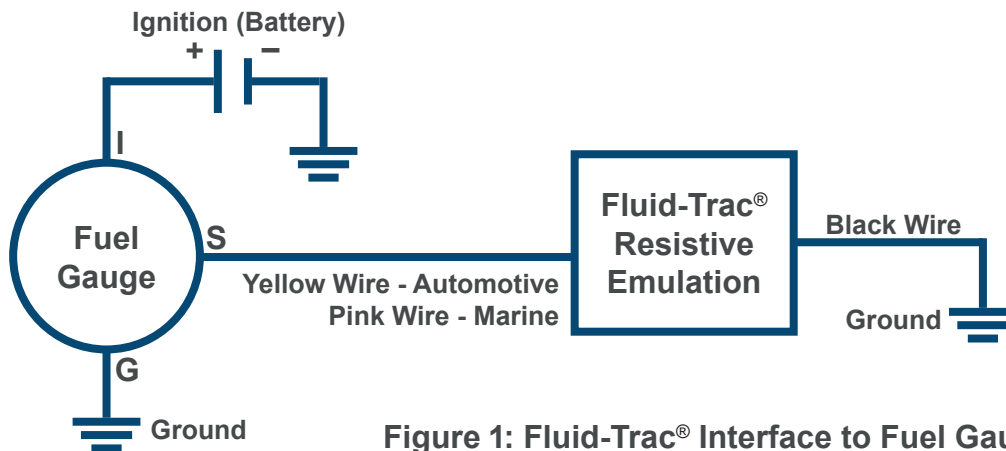 Ignition (Battery)
+ −
I
Fuel
Gauge
S
Yellow Wire - Automotive
Pink Wire - Marine
Fluid-Trac®
Resistive
Emulation
Black Wire
Ground
G
Ground
Figure 1: Fluid-Trac® Interface to Fuel Gau